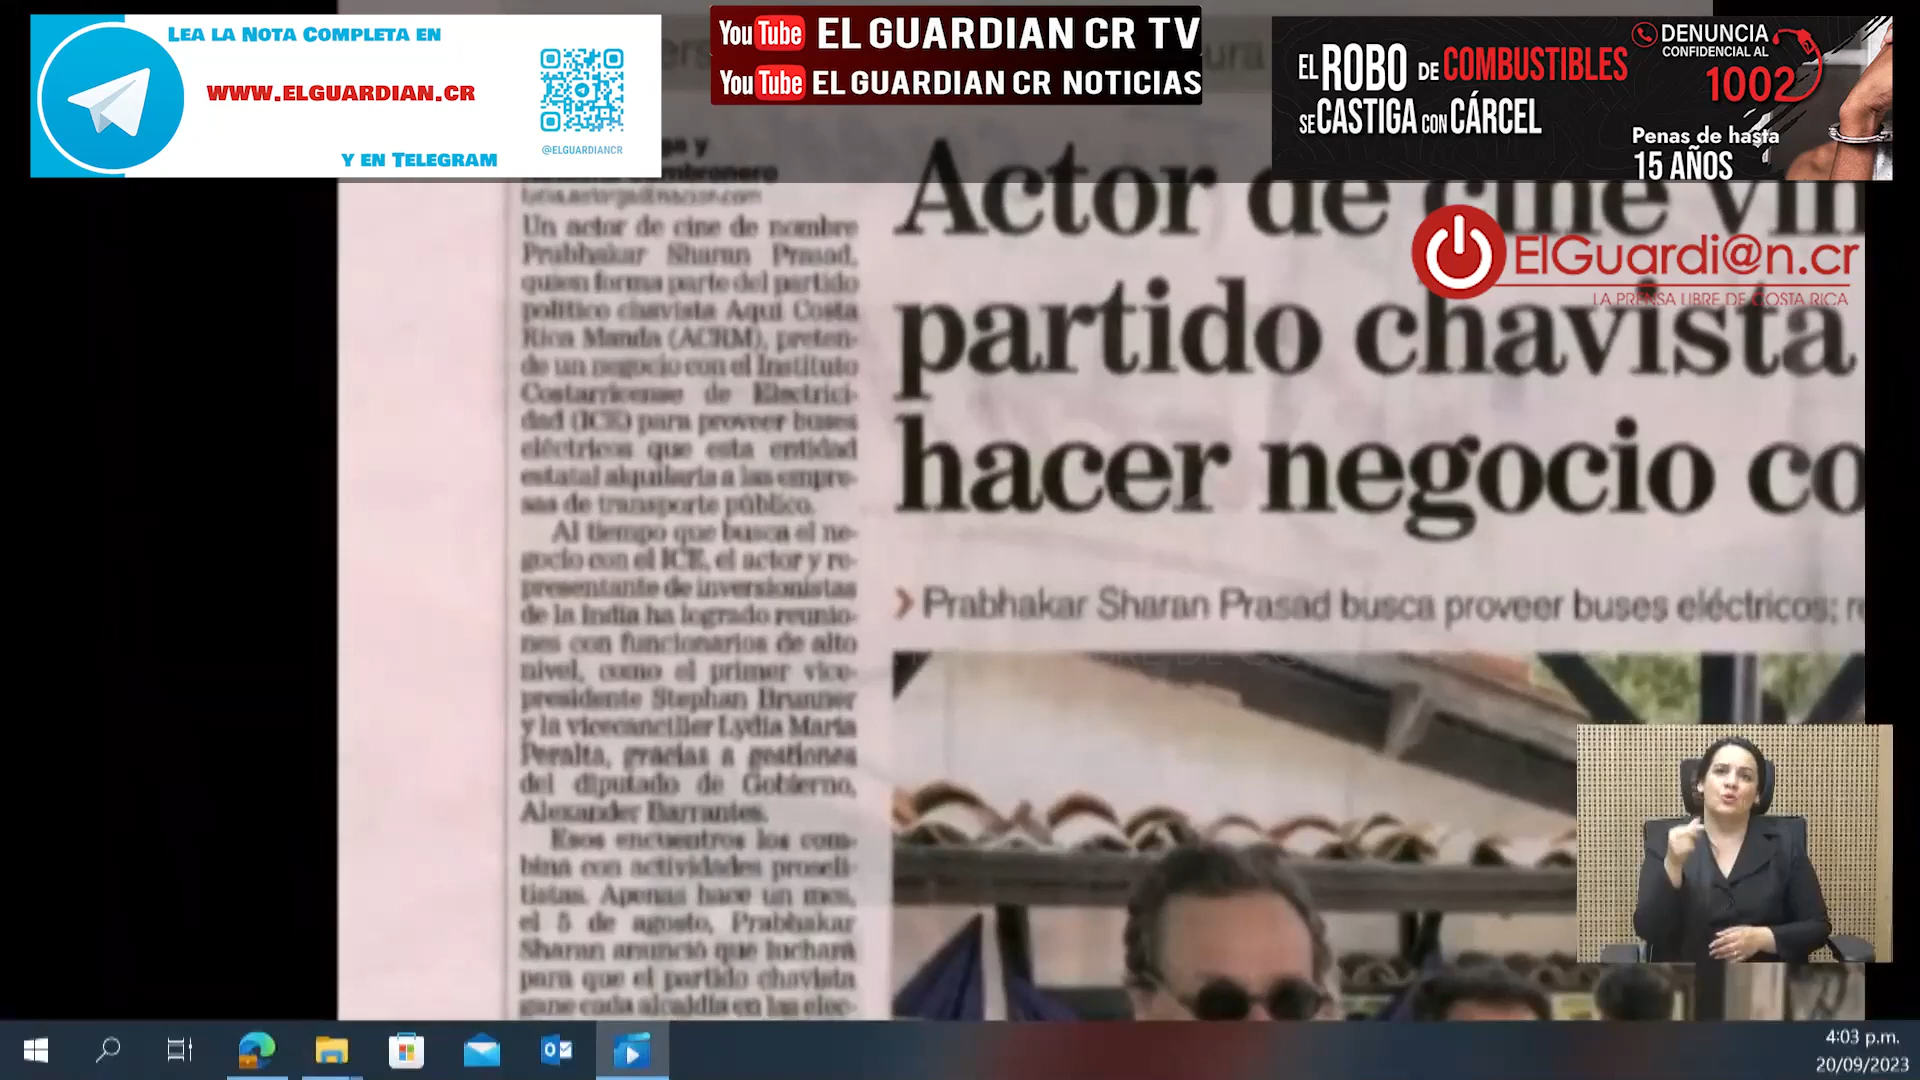 LEA LA NOTA COMPLETA EN
WWW.ELGUARDIAN.CR
Y EN TELEGRAM
@ELGUARDIANCR
YouTube EL GUARDIAN CR TV
YouTube EL GUARDIAN CR NOTICIAS
EL ROBO DE COMBUSTIBLES
SE CASTIGA CON CÁRCEL
DENUNCIA
CONFIDENCIAL AL
1002
Penas de hasta
15 AÑOS
ElGuardi@n.cr
LA PRENSA LIBRE DE COSTA RICA
Un actor de cine de nombre
Prabhakar Sharan Prasad,
quien forma parte del partido
político chavista Aquí Costa
Rica Manda (ACRM), preten-
de un negocio con el Instituto
Costarricense de Electrici-
dad (ICE) para proveer buses
eléctricos que esta entidad
estatal alquilaría a las empre-
sas de transporte público.
Al tiempo que busca el ne-
gocio con el ICE, el actor y re-
presentante de inversionistas
de la India ha logrado reunio-
nes con funcionarios de alto
nivel, como el primer vice-
presidente Stephan Brunner
y la vicecanciller Lydia María
Peralta, gracias a gestiones
del diputado de Gobierno,
Alexander Barrantes.
Esos encuentros los com-
bina con actividades proseli-
tistas. Apenas hace un mes,
el 5 de agosto, Prabhakar
Sharan anunció que luchará
para que el partido chavista
gane cada alcaldía en las elec-
Actor de cine vin
partido chavista
hacer negocio co
Prabhakar Sharan Prasad busca proveer buses eléctricos; re
4:03 p.m.
20/09/2023